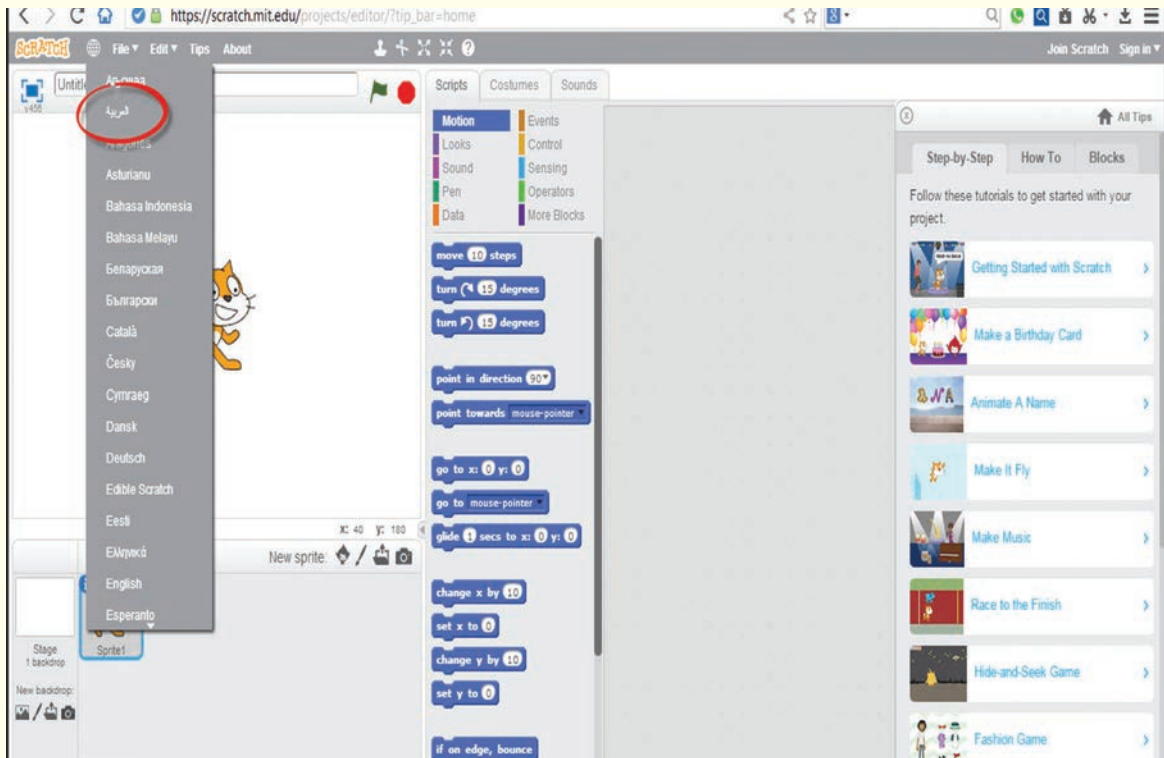 https://scratch.mit.edu/projects/editor/?tip_bar=home
8
SCRATCH File Edit Tips About Join Scratch Sign in
v456
العربية
Asturianu
Bahasa Indonesia
Bahasa Melayu
Беларуская
Български
Català
Česky
Cymraeg
Dansk
Deutsch
Edible Scratch
Eesti
Ελληνικά
English
Esperanto
X: 40 y: 180
New sprite:
Stage
1 backdrop
Sprite1
New backdrop:
Scripts Costumes Sounds
Motion Events
Looks Control
Sound Sensing
Pen Operators
Data More Blocks
move 10 steps
turn 15 degrees
turn 15 degrees
point in direction 90
point towards mouse-pointer
go to x: 0 y: 0
go to mouse-pointer
glide 1 secs to x: 0 y: 0
change x by 10
set x to 0
change y by 10
set y to 0
if on edge, bounce
All Tips
Step-by-Step How To Blocks
Follow these tutorials to get started with your
project.
Getting Started with Scratch
Make a Birthday Card
Animate A Name
Make It Fly
Make Music
Race to the Finish
Hide-and-Seek Game
Fashion Game